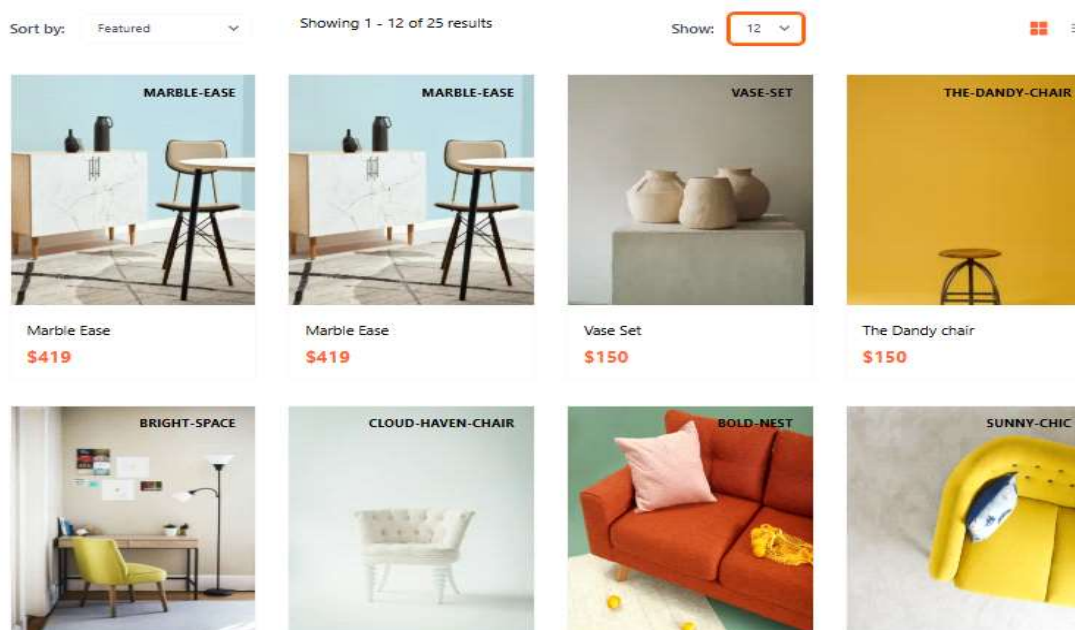 Sort by: Featured
Showing 1 - 12 of 25 results
Show: 12
MARBLE-EASE
MARBLE-EASE
VASE-SET
THE-DANDY-CHAIR
Marble Ease
Marble Ease
Vase Set
The Dandy chair
$419
$419
$150
$150
BRIGHT-SPACE
CLOUD-HAVEN-CHAIR
BOLD-NEST
SUNNY-CHIC